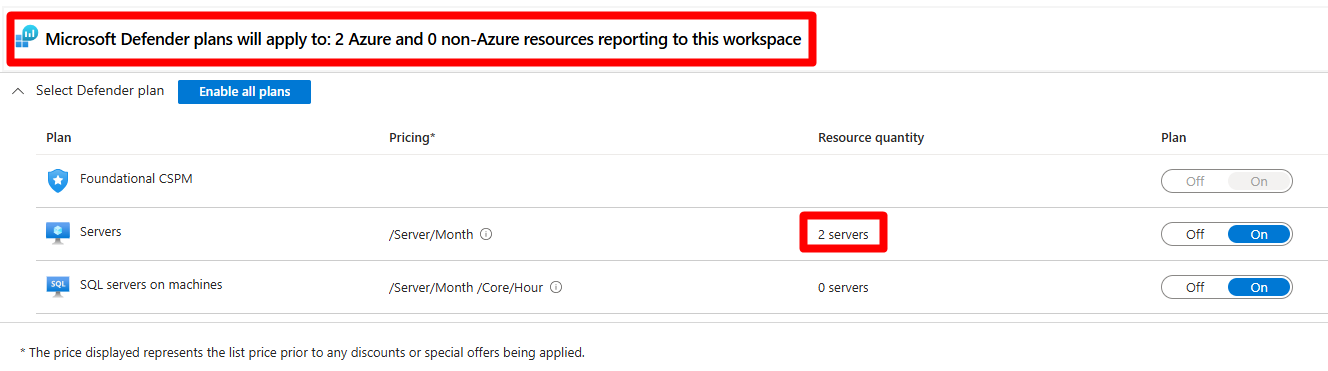 Microsoft Defender plans will apply to: 2 Azure and 0 non-Azure resources reporting to this workspace
Select Defender plan Enable all plans
Plan Pricing* Resource quantity Plan
Foundational CSPM Off On
Servers /Server/Month 2 servers Off On
SQL SQL servers on machines /Server/Month /Core/Hour 0 servers Off On
* The price displayed represents the list price prior to any discounts or special offers being applied.